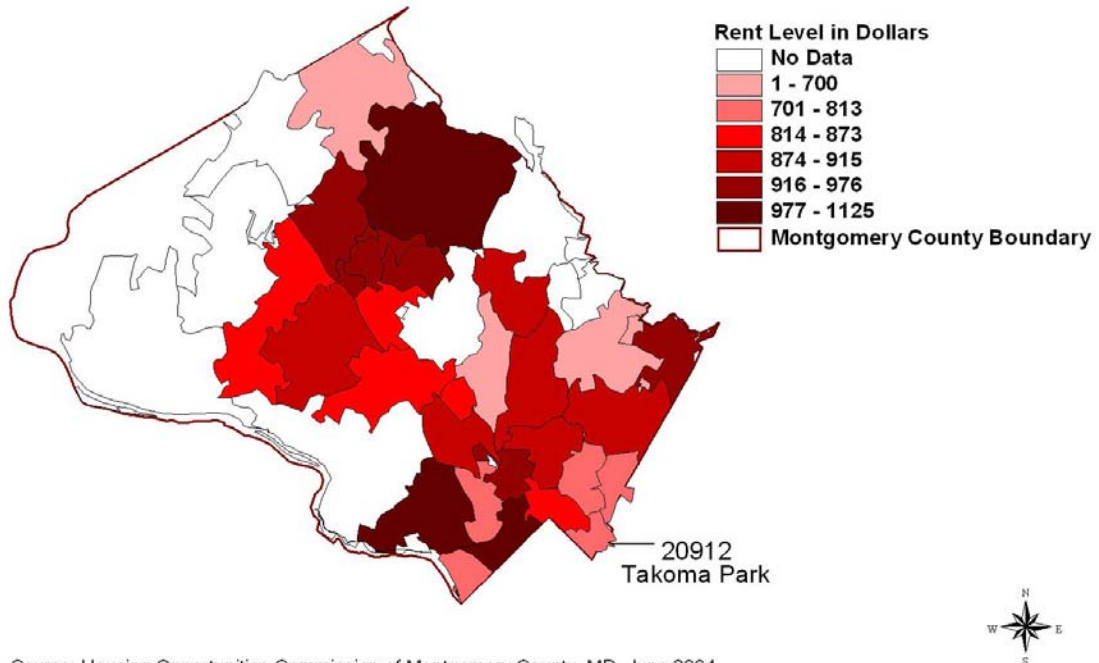 Rent Level in Dollars
No Data
1 - 700
701 - 813
814 - 873
874 - 915
916 - 976
977 - 1125
Montgomery County Boundary
20912
Takoma Park
N
W E
S